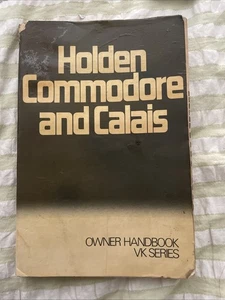 Holden
Commodore
and Calais
OWNER HANDBOOK
VK SERIES